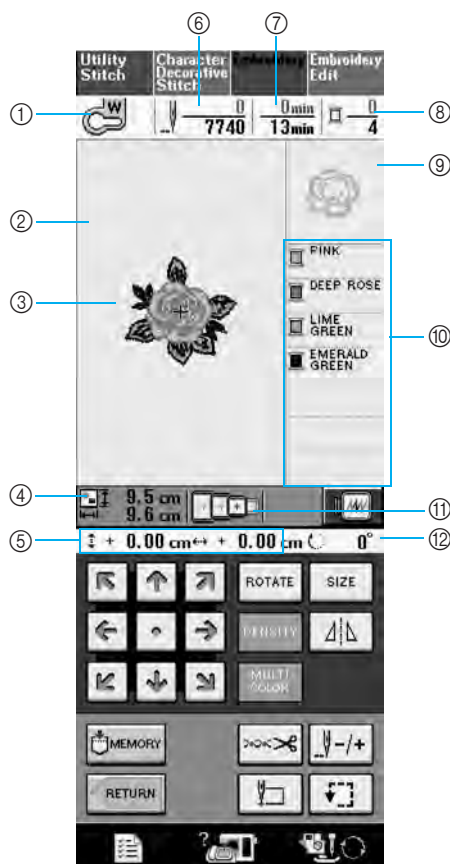 ⑥ ⑦
Utility Stitch
Character Decorative Stitch
Embroidery
Embroidery Edit
① W 0 7740 0min 13min 0 4 ⑧
⑨
②
PINK
③ DEEP ROSE
LIME GREEN
⑩
EMERALD GREEN
④ 9.5 cm
9.6 cm ⑪
⑤ + 0.00 cm + 0.00 cm 0° ⑫
ROTATE SIZE
DENSITY
MULTI COLOR
MEMORY -/+
RETURN
?